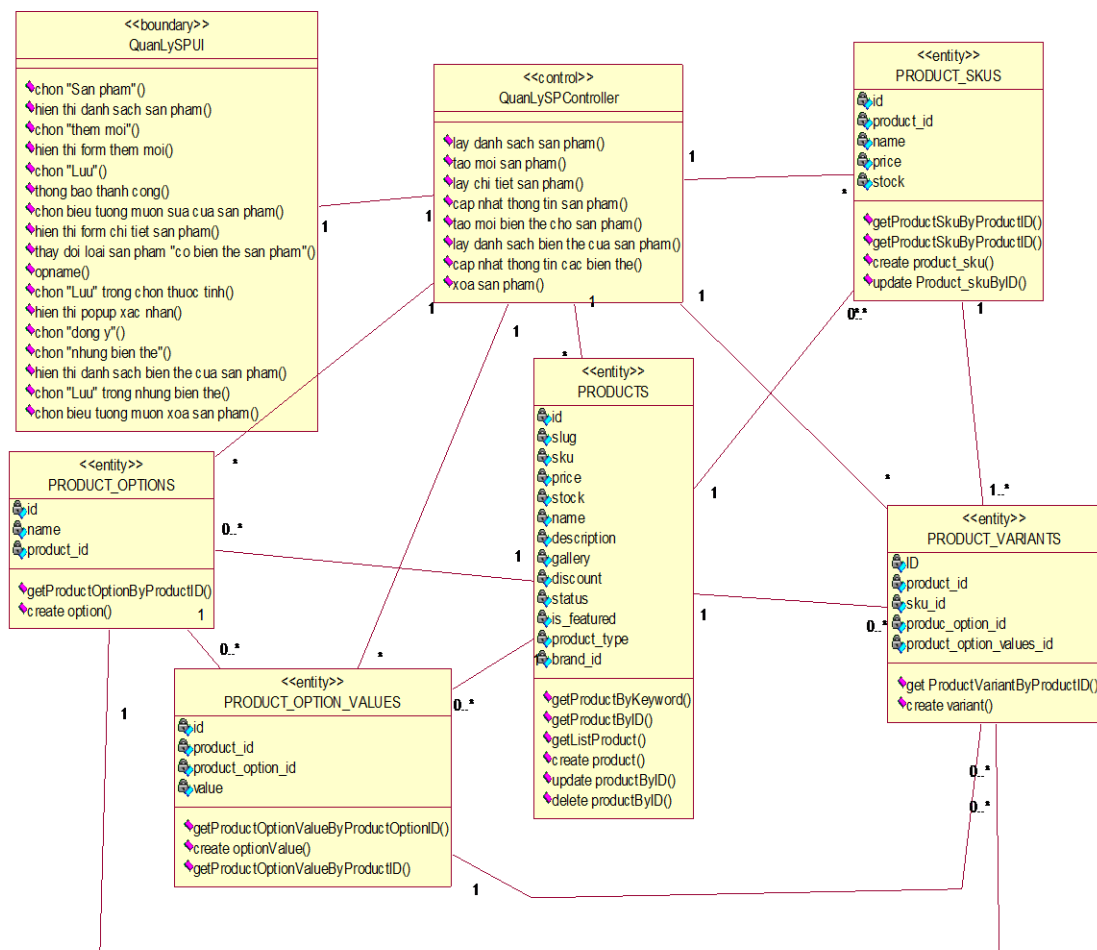 <<boundary>>
QuanLySPUI
chon "San pham"()
hien thi danh sach san pham()
chon "them moi"()
hien thi form them moi()
chon "Luu"()
thong bao thanh cong()
chon bieu tuong muon sua cua san pham()
hien thi form chi tiet san pham()
thay doi loai san pham "co bien the san pham"()
opname()
chon "Luu" trong chon thuoc tinh()
hien thi popup xac nhan()
chon "dong y"()
chon "nhung bien the"()
hien thi danh sach bien the cua san pham()
chon "Luu" trong nhung bien the()
chon bieu tuong muon xoa san pham()
<<control>>
QuanLySPController
lay danh sach san pham()
tao moi san pham()
lay chi tiet san pham()
cap nhat thong tin san pham()
tao moi bien the cho san pham()
lay danh sach bien the cua san pham()
cap nhat thong tin cac bien the()
xoa san pham()
<<entity>>
PRODUCT_SKUS
id
product_id
name
price
stock
getProductSkuByProductID()
getProductSkuByProductID()
create product_sku()
update Product_skuByID()
1
*
1
1
1
1
1
1
0..*
1
*
<<entity>>
PRODUCTS
id
slug
sku
price
stock
name
description
gallery
discount
status
is_featured
product_type
brand_id
getProductByKeyword()
getProductByID()
getListProduct()
create product()
update productByID()
delete productByID()
<<entity>>
PRODUCT_OPTIONS
id
name
product_id
getProductOptionByProductID()
create option()
*
0..*
1
1
*
1..*
<<entity>>
PRODUCT_VARIANTS
ID
product_id
sku_id
produc_option_id
product_option_values_id
get ProductVariantByProductID()
create variant()
1
0..*
1
0..*
*
1
0..*
1
<<entity>>
PRODUCT_OPTION_VALUES
id
product_id
product_option_id
value
getProductOptionValueByProductOptionID()
create optionValue()
getProductOptionValueByProductID()
0..*
0..*
1